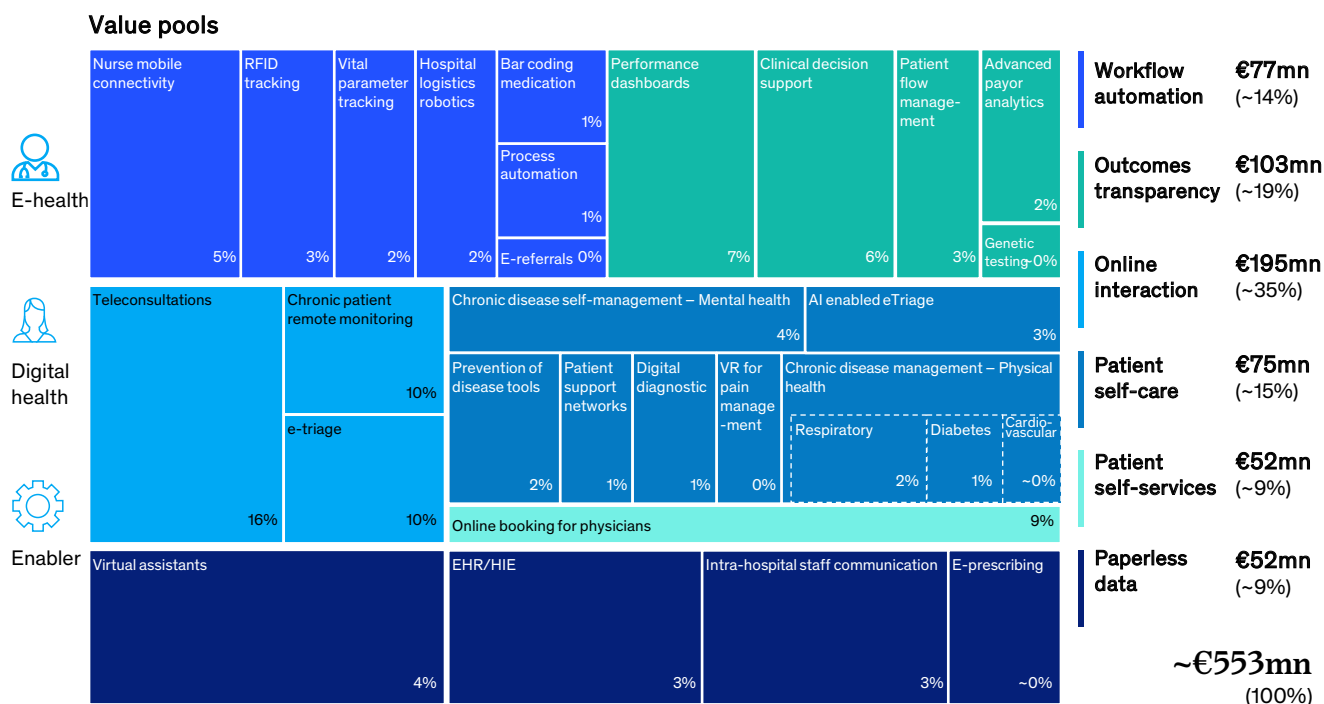 Value pools
E-health
Nurse mobile
connectivity
5%
RFID
tracking
3%
Vital
parameter
tracking
2%
Hospital
logistics
robotics
2%
Bar coding
medication
1%
Process
automation
1%
E-referrals 0%
Performance
dashboards
7%
Clinical decision
support
6%
Patient
flow
manage-
ment
3%
Advanced
payor
analytics
2%
Genetic
testing~0%
Digital
health
Teleconsultations
16%
Chronic patient
remote monitoring
10%
e-triage
10%
Chronic disease self-management – Mental health
4%
AI enabled eTriage
3%
Prevention of
disease tools
2%
Patient
support
networks
1%
Digital
diagnostic
1%
VR for
pain
manage
-ment
0%
Chronic disease management – Physical
health
Respiratory
2%
Diabetes
1%
Cardio-
vascular
~0%
Online booking for physicians 9%
Enabler
Virtual assistants
4%
EHR/HIE
3%
Intra-hospital staff communication
3%
E-prescribing
~0%
Workflow
automation
€77mn
(~14%)
Outcomes
transparency
€103mn
(~19%)
Online
interaction
€195mn
(~35%)
Patient
self-care
€75mn
(~15%)
Patient
self-services
€52mn
(~9%)
Paperless
data
€52mn
(~9%)
~€553mn
(100%)